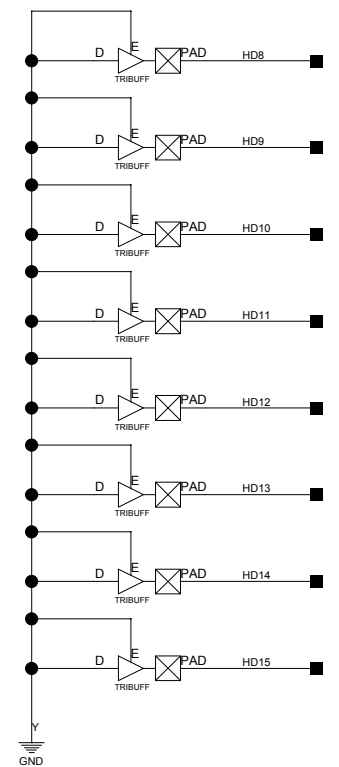 E
D PAD HD8
TRIBUFF
E
D PAD HD9
TRIBUFF
E
D PAD HD10
TRIBUFF
E
D PAD HD11
TRIBUFF
E
D PAD HD12
TRIBUFF
E
D PAD HD13
TRIBUFF
E
D PAD HD14
TRIBUFF
E
D PAD HD15
TRIBUFF
Y
GND